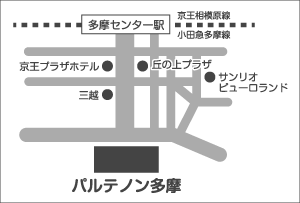 京王相模原線
多摩センター駅
小田急多摩線
京王プラザホテル
丘の上プラザ
サンリオ
ピューロランド
三越
パルテノン多摩